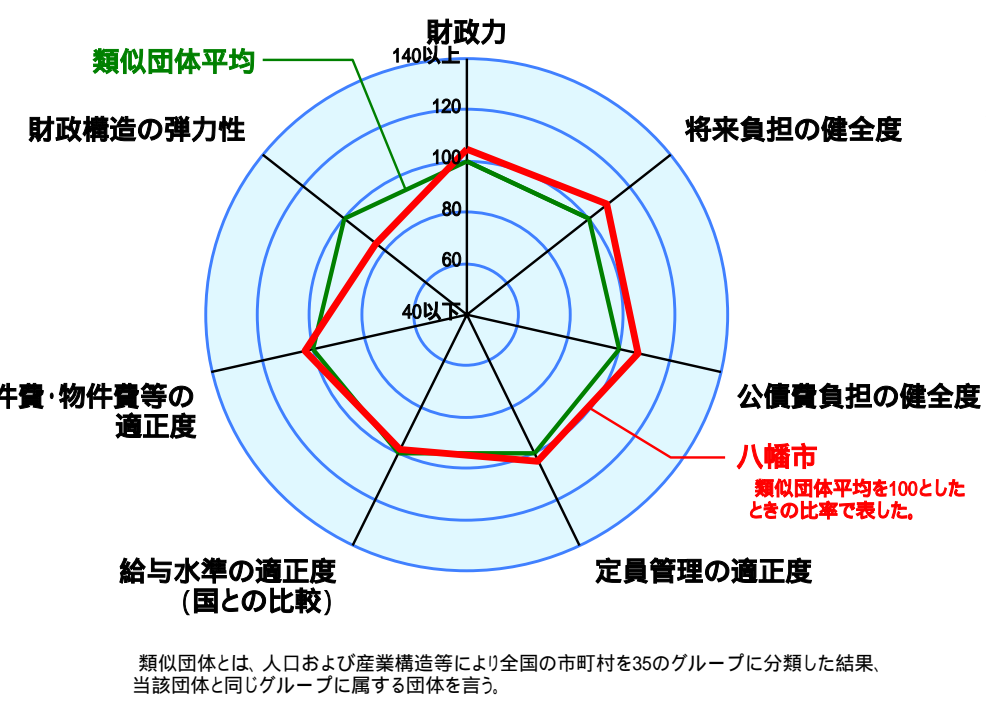 財政力
140以上
類似団体平均
120
財政構造の弾力性
将来負担の健全度
100
80
60
40以下
件費・物件費等の
適正度
公債費負担の健全度
八幡市
類似団体平均を100とした
ときの比率で表した。
給与水準の適正度
(国との比較)
定員管理の適正度
類似団体とは、人口および産業構造等により全国の市町村を35のグループに分類した結果、
当該団体と同じグループに属する団体を言う。